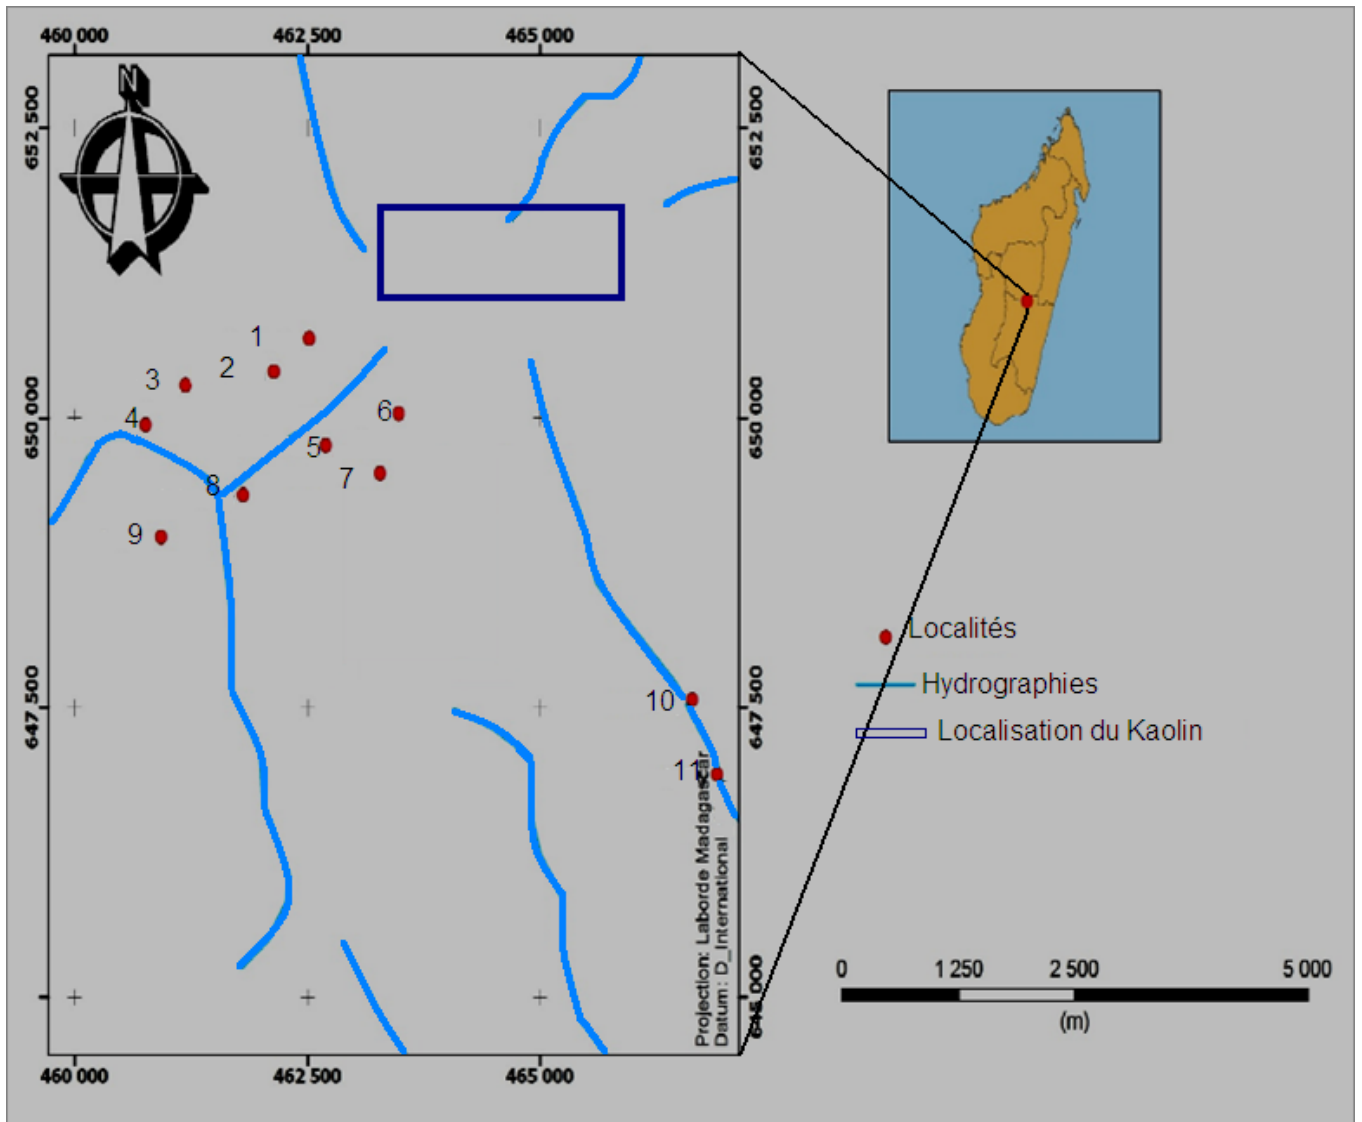 460 000 462 500 465 000
N
652 500
652 500
1
2
3
4
6
5
7
8
9
650 000
650 000
647 500
647 500
10
11
Projection: Laborde Madagascar
Datum: D_International
645 000
460 000 462 500 465 000
Localités
Hydrographies
Localisation du Kaolin
0 1 250 2 500 5 000
(m)